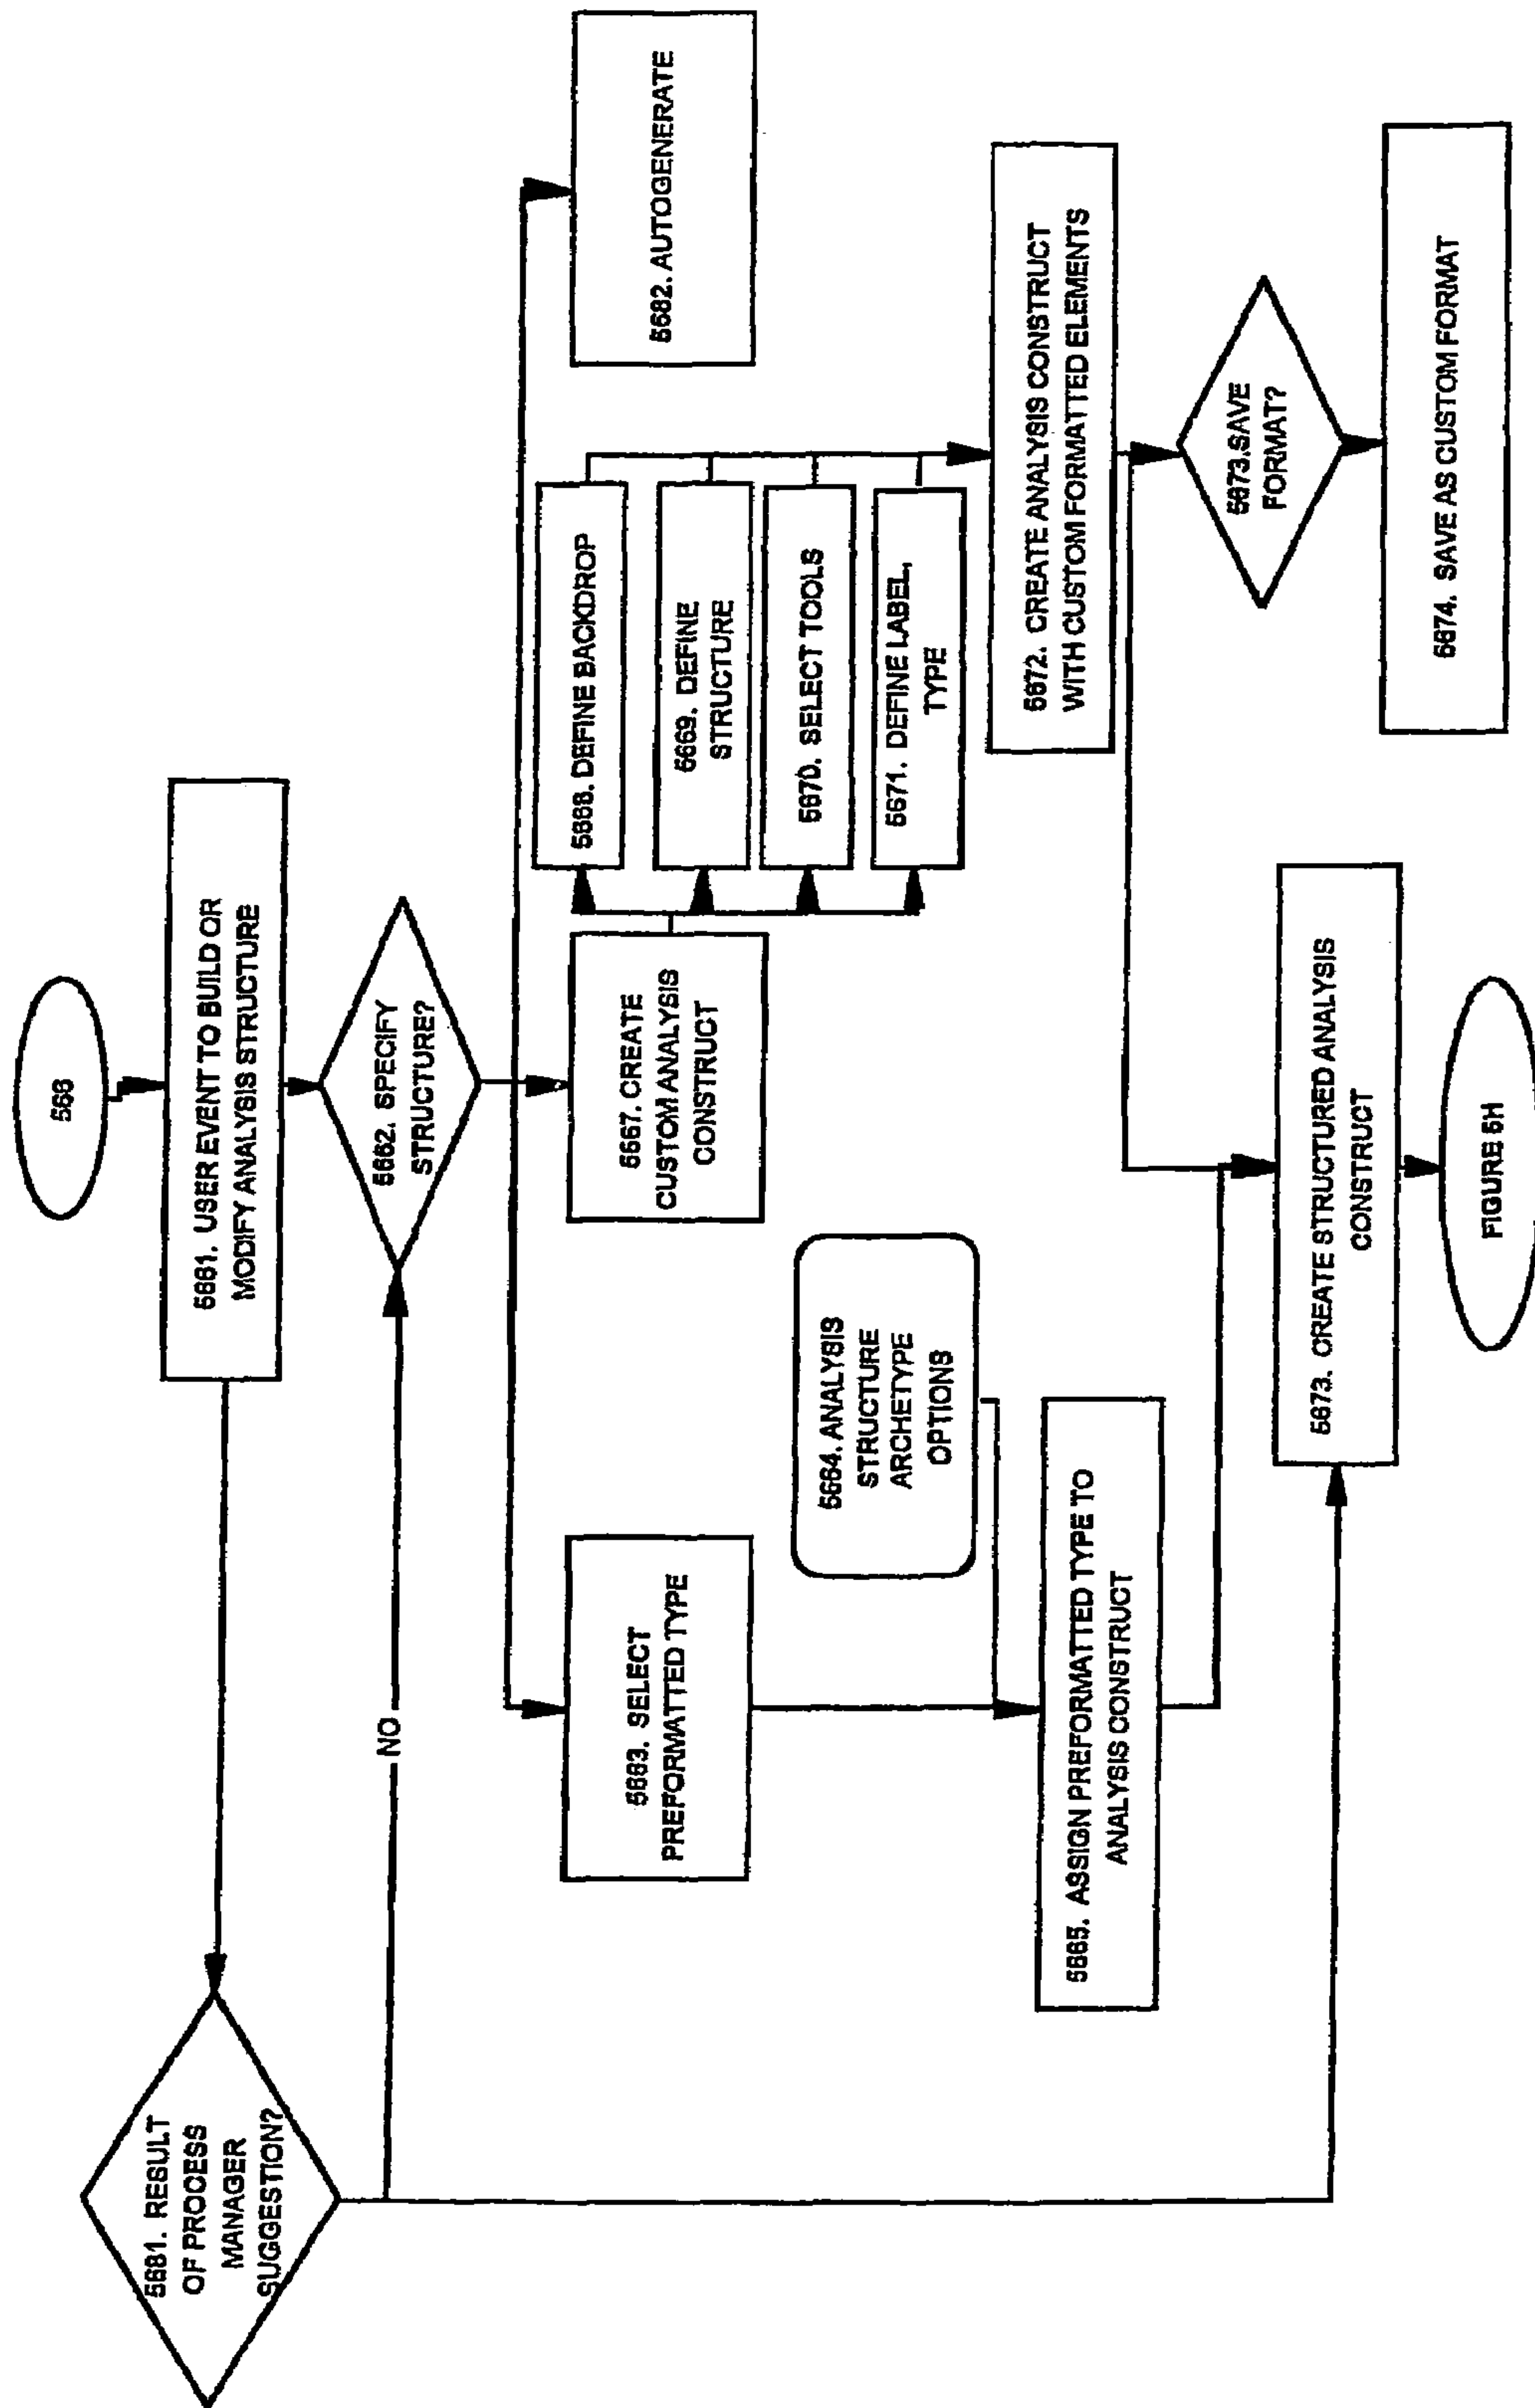 566
5661. USER EVENT TO BUILD OR
MODIFY ANALYSIS STRUCTURE
5681. RESULT
OF PROCESS
MANAGER
SUGGESTION?
5662. SPECIFY
STRUCTURE?
NO
5663. SELECT
PREFORMATTED TYPE
5667. CREATE
CUSTOM ANALYSIS
CONSTRUCT
5682. AUTOGENERATE
5668. DEFINE BACKDROP
5669. DEFINE
STRUCTURE
5670. SELECT TOOLS
5671. DEFINE LABEL,
TYPE
5664. ANALYSIS
STRUCTURE
ARCHETYPE
OPTIONS
5665. ASSIGN PREFORMATTED TYPE TO
ANALYSIS CONSTRUCT
5672. CREATE ANALYSIS CONSTRUCT
WITH CUSTOM FORMATTED ELEMENTS
5673.SAVE
FORMAT?
5673. CREATE STRUCTURED ANALYSIS
CONSTRUCT
5674. SAVE AS CUSTOM FORMAT
FIGURE 5H